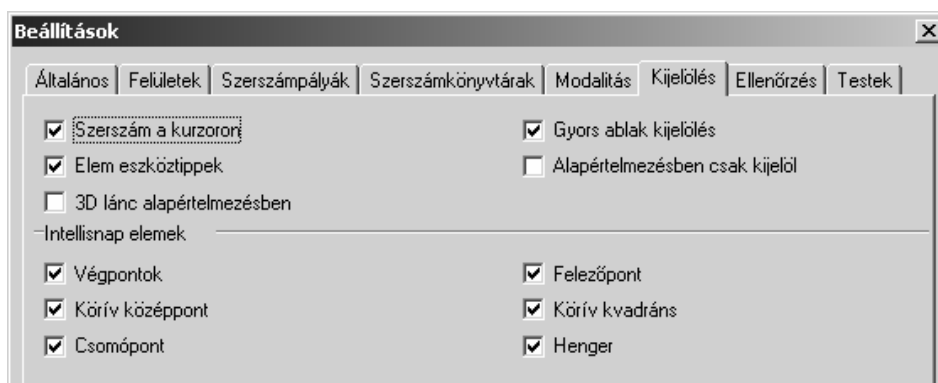 Beállítások
Általános Felületek Szerszámpályák Szerszámkönyvtárak Modalitás Kijelölés Ellenőrzés Testek
Szerszám a kurzoron Gyors ablak kijelölés
Elem eszköztippek Alapértelmezésben csak kijelöl
3D lánc alapértelmezésben
Intellisnap elemek
Végpontok Felezőpont
Körív középpont Körív kvadráns
Csomópont Henger